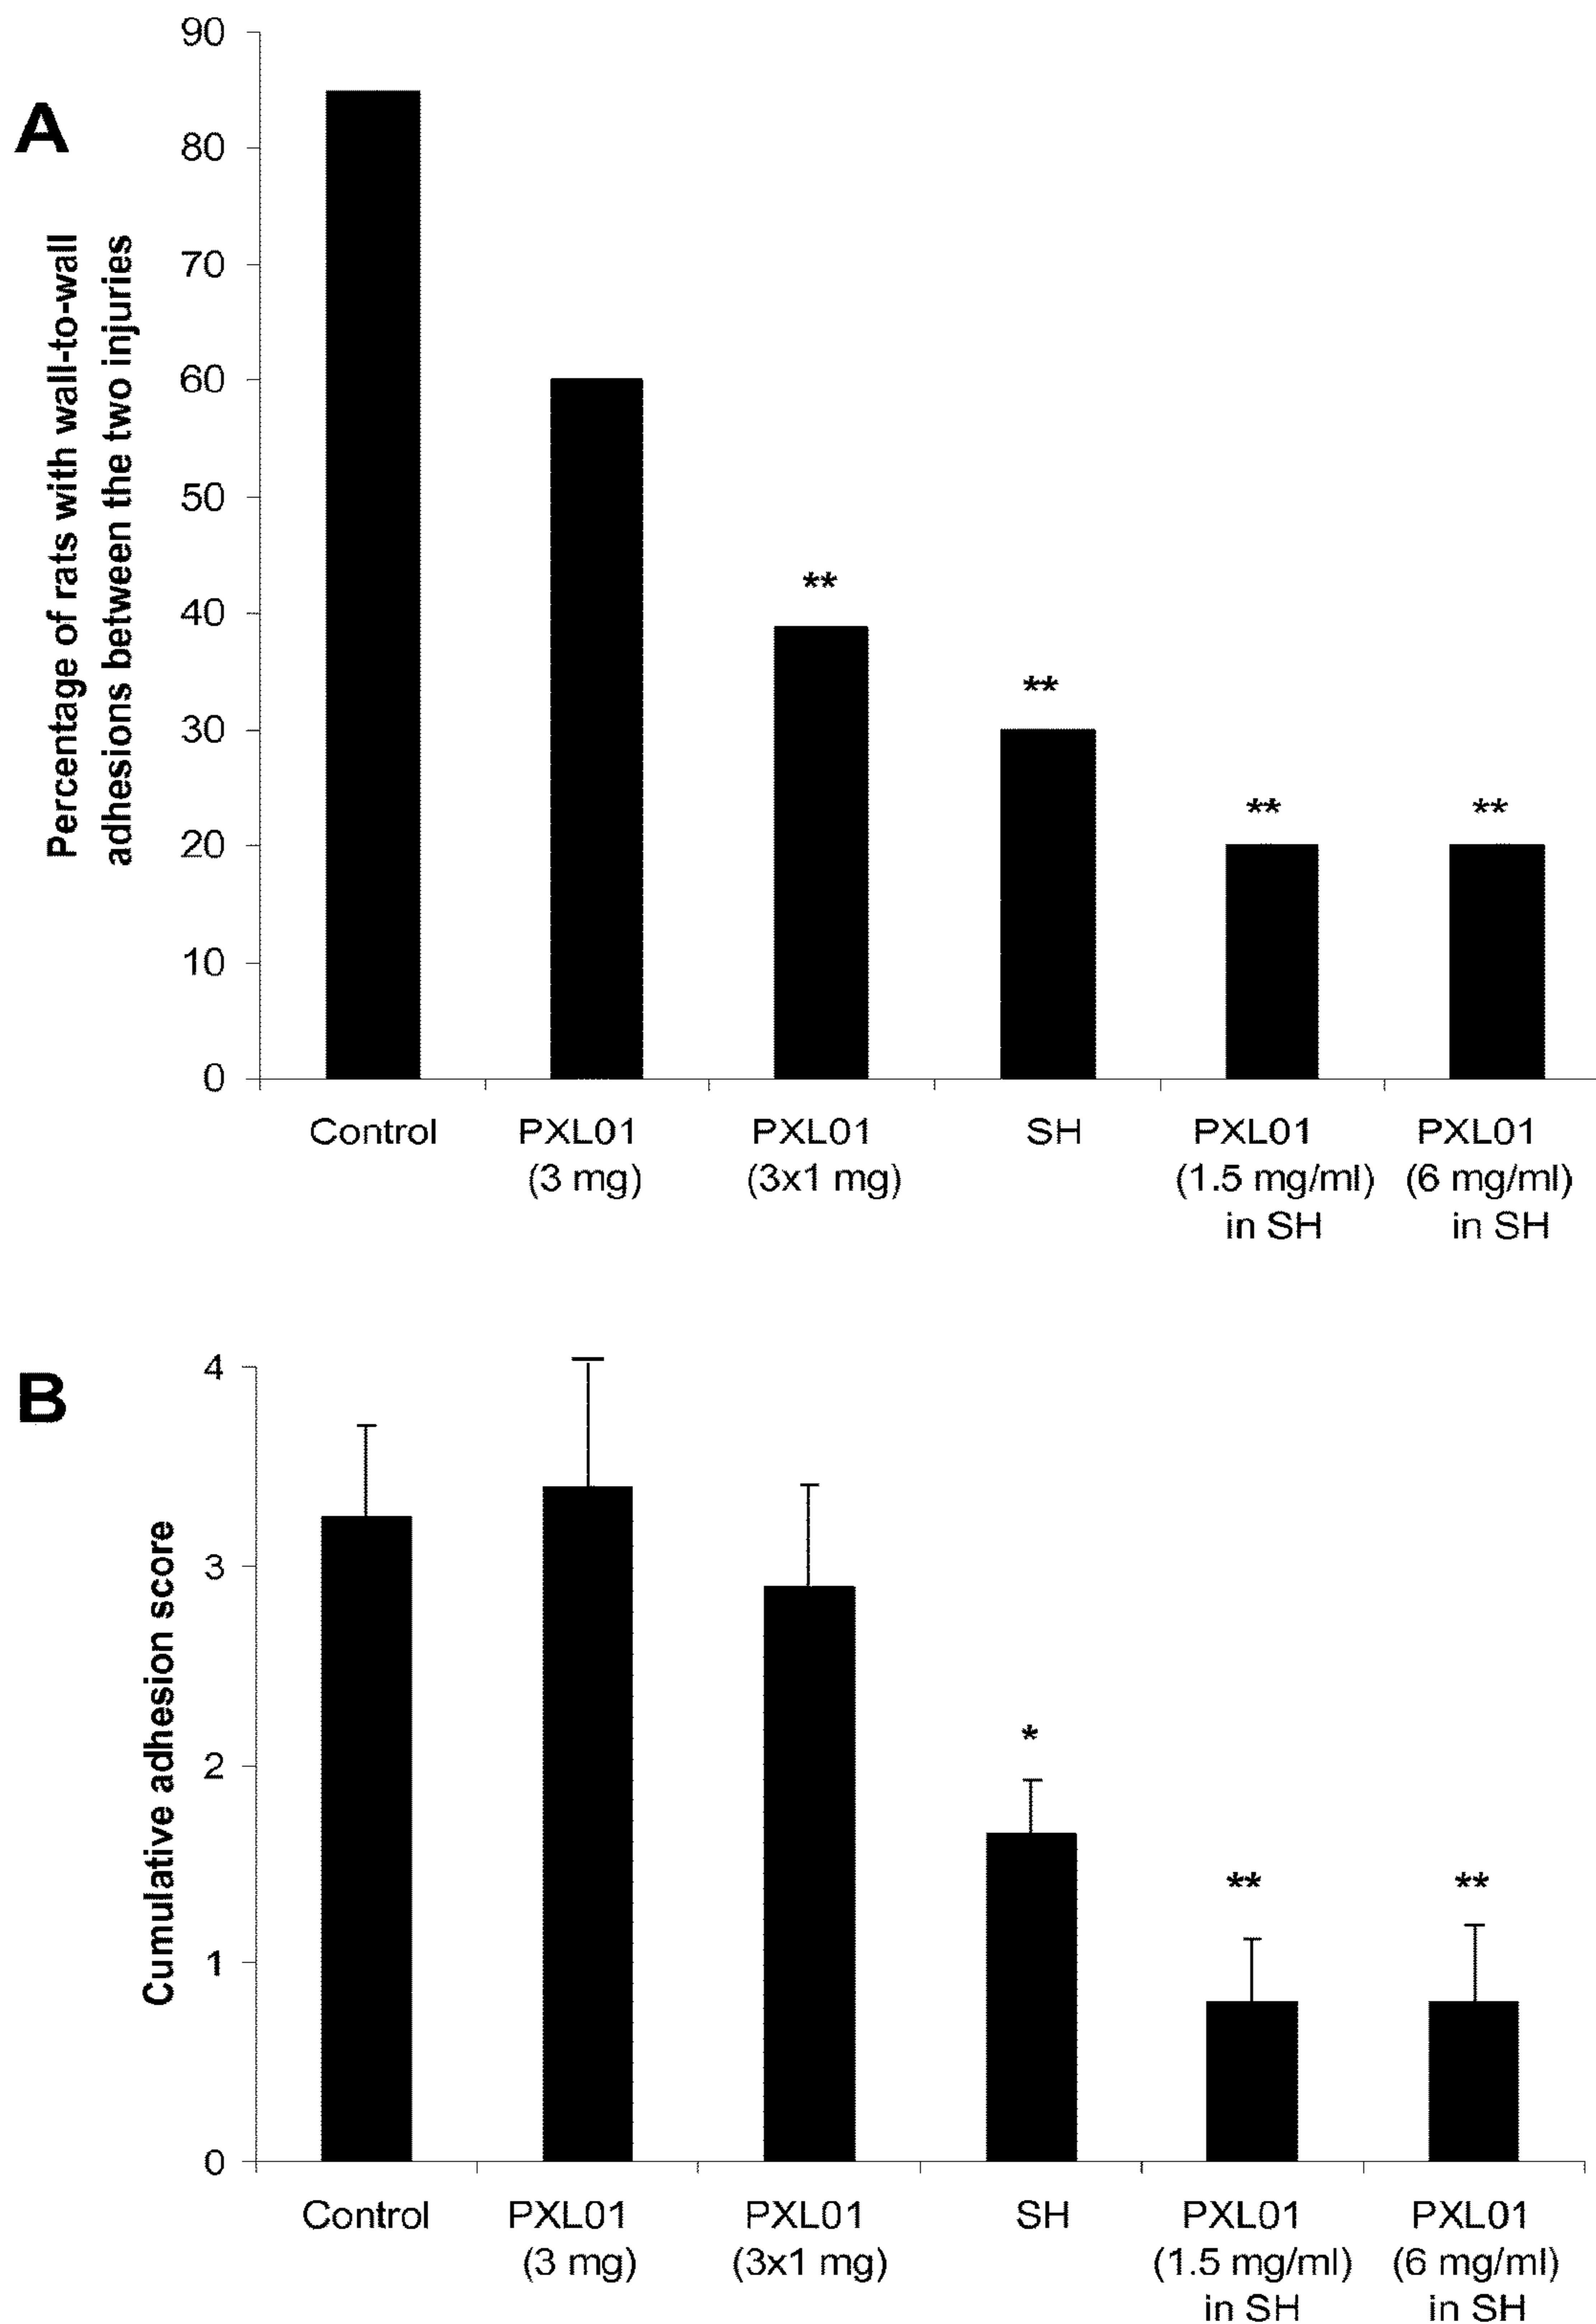 A
Percentage of rats with wall-to-wall
adhesions between the two injuries
90
80
70
60
50
40
30
20
10
0
**
**
**
**
Control
PXL01
(3 mg)
PXL01
(3x1 mg)
SH
PXL01
(1.5 mg/ml)
in SH
PXL01
(6 mg/ml)
in SH
B
Cumulative adhesion score
4
3
2
1
0
*
**
**
Control
PXL01
(3 mg)
PXL01
(3x1 mg)
SH
PXL01
(1.5 mg/ml)
in SH
PXL01
(6 mg/ml)
in SH